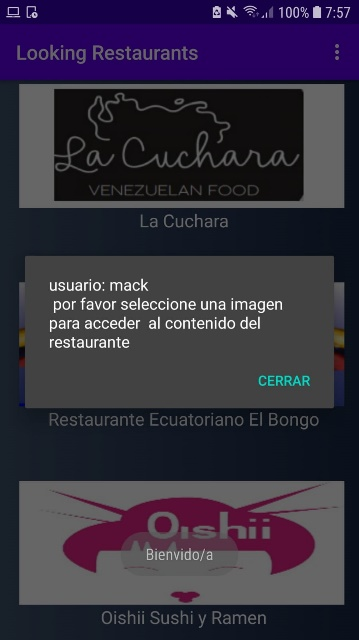 100% 7:57
Looking Restaurants
La Cuchara
VENEZUELAN FOOD
La Cuchara
usuario: mack
por favor seleccione una imagen
para acceder al contenido del
restaurante
CERRAR
Restaurante Ecuatoriano El Bongo
Oishii
Bienvido/a
Oishii Sushi y Ramen